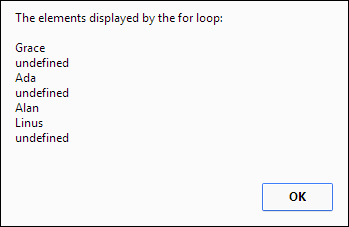 The elements displayed by the for loop:
Grace
undefined
Ada
undefined
Alan
Linus
undefined
OK